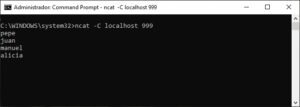 Administrador: Command Prompt - ncat -C localhost 999
C:\WINDOWS\system32>ncat -C localhost 999
pepe
juan
manuel
alicia